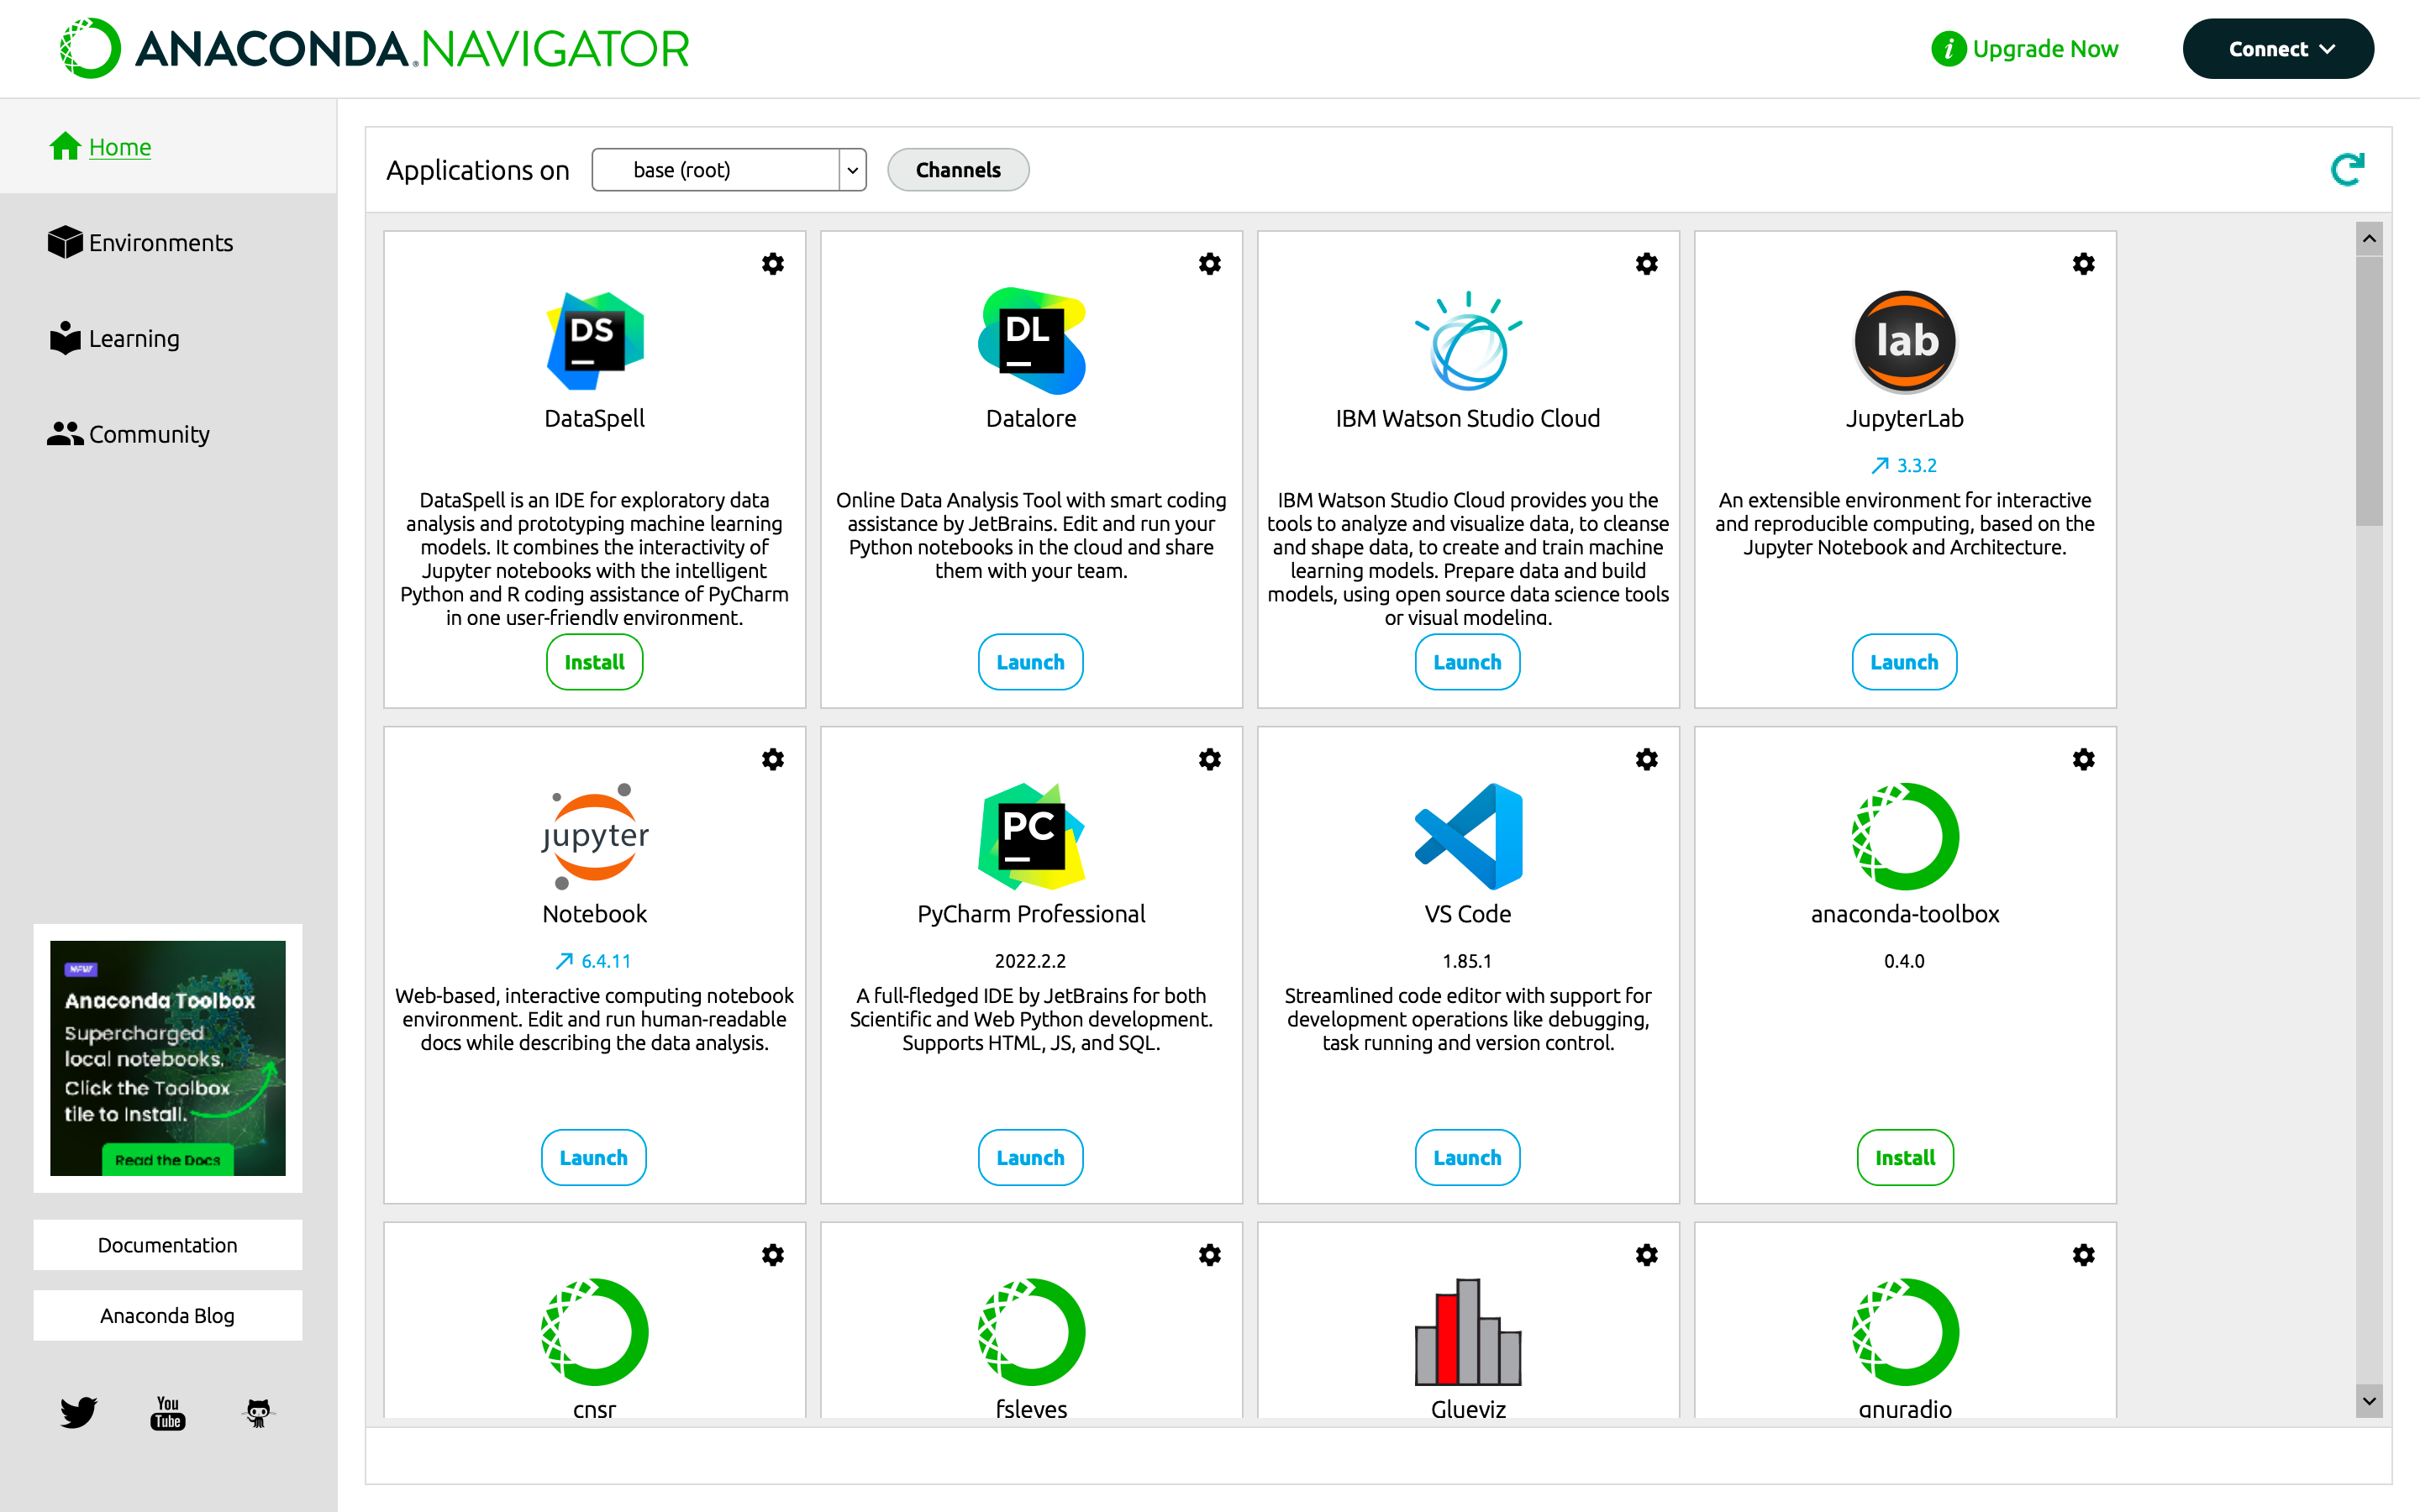 ANACONDA.NAVIGATOR
Upgrade Now
Connect
Home
Environments
Learning
Community
NEW
Anaconda Toolbox
Supercharged
local notebooks.
Click the Toolbox
tile to Install.
Read the Docs
Documentation
Anaconda Blog
You
Tube
Applications on
base (root)
Channels
DS
DataSpell
DataSpell is an IDE for exploratory data
analysis and prototyping machine learning
models. It combines the interactivity of
Jupyter notebooks with the intelligent
Python and R coding assistance of PyCharm
in one user-friendly environment.
Install
DL
Datalore
Online Data Analysis Tool with smart coding
assistance by JetBrains. Edit and run your
Python notebooks in the cloud and share
them with your team.
Launch
IBM Watson Studio Cloud
IBM Watson Studio Cloud provides you the
tools to analyze and visualize data, to cleanse
and shape data, to create and train machine
learning models. Prepare data and build
models, using open source data science tools
or visual modeling.
Launch
lab
JupyterLab
3.3.2
An extensible environment for interactive
and reproducible computing, based on the
Jupyter Notebook and Architecture.
Launch
jupyter
Notebook
6.4.11
Web-based, interactive computing notebook
environment. Edit and run human-readable
docs while describing the data analysis.
Launch
PC
PyCharm Professional
2022.2.2
A full-fledged IDE by JetBrains for both
Scientific and Web Python development.
Supports HTML, JS, and SQL.
Launch
VS Code
1.85.1
Streamlined code editor with support for
development operations like debugging,
task running and version control.
Launch
anaconda-toolbox
0.4.0
Install
cnsr
fsleyes
Glueviz
gnuradio